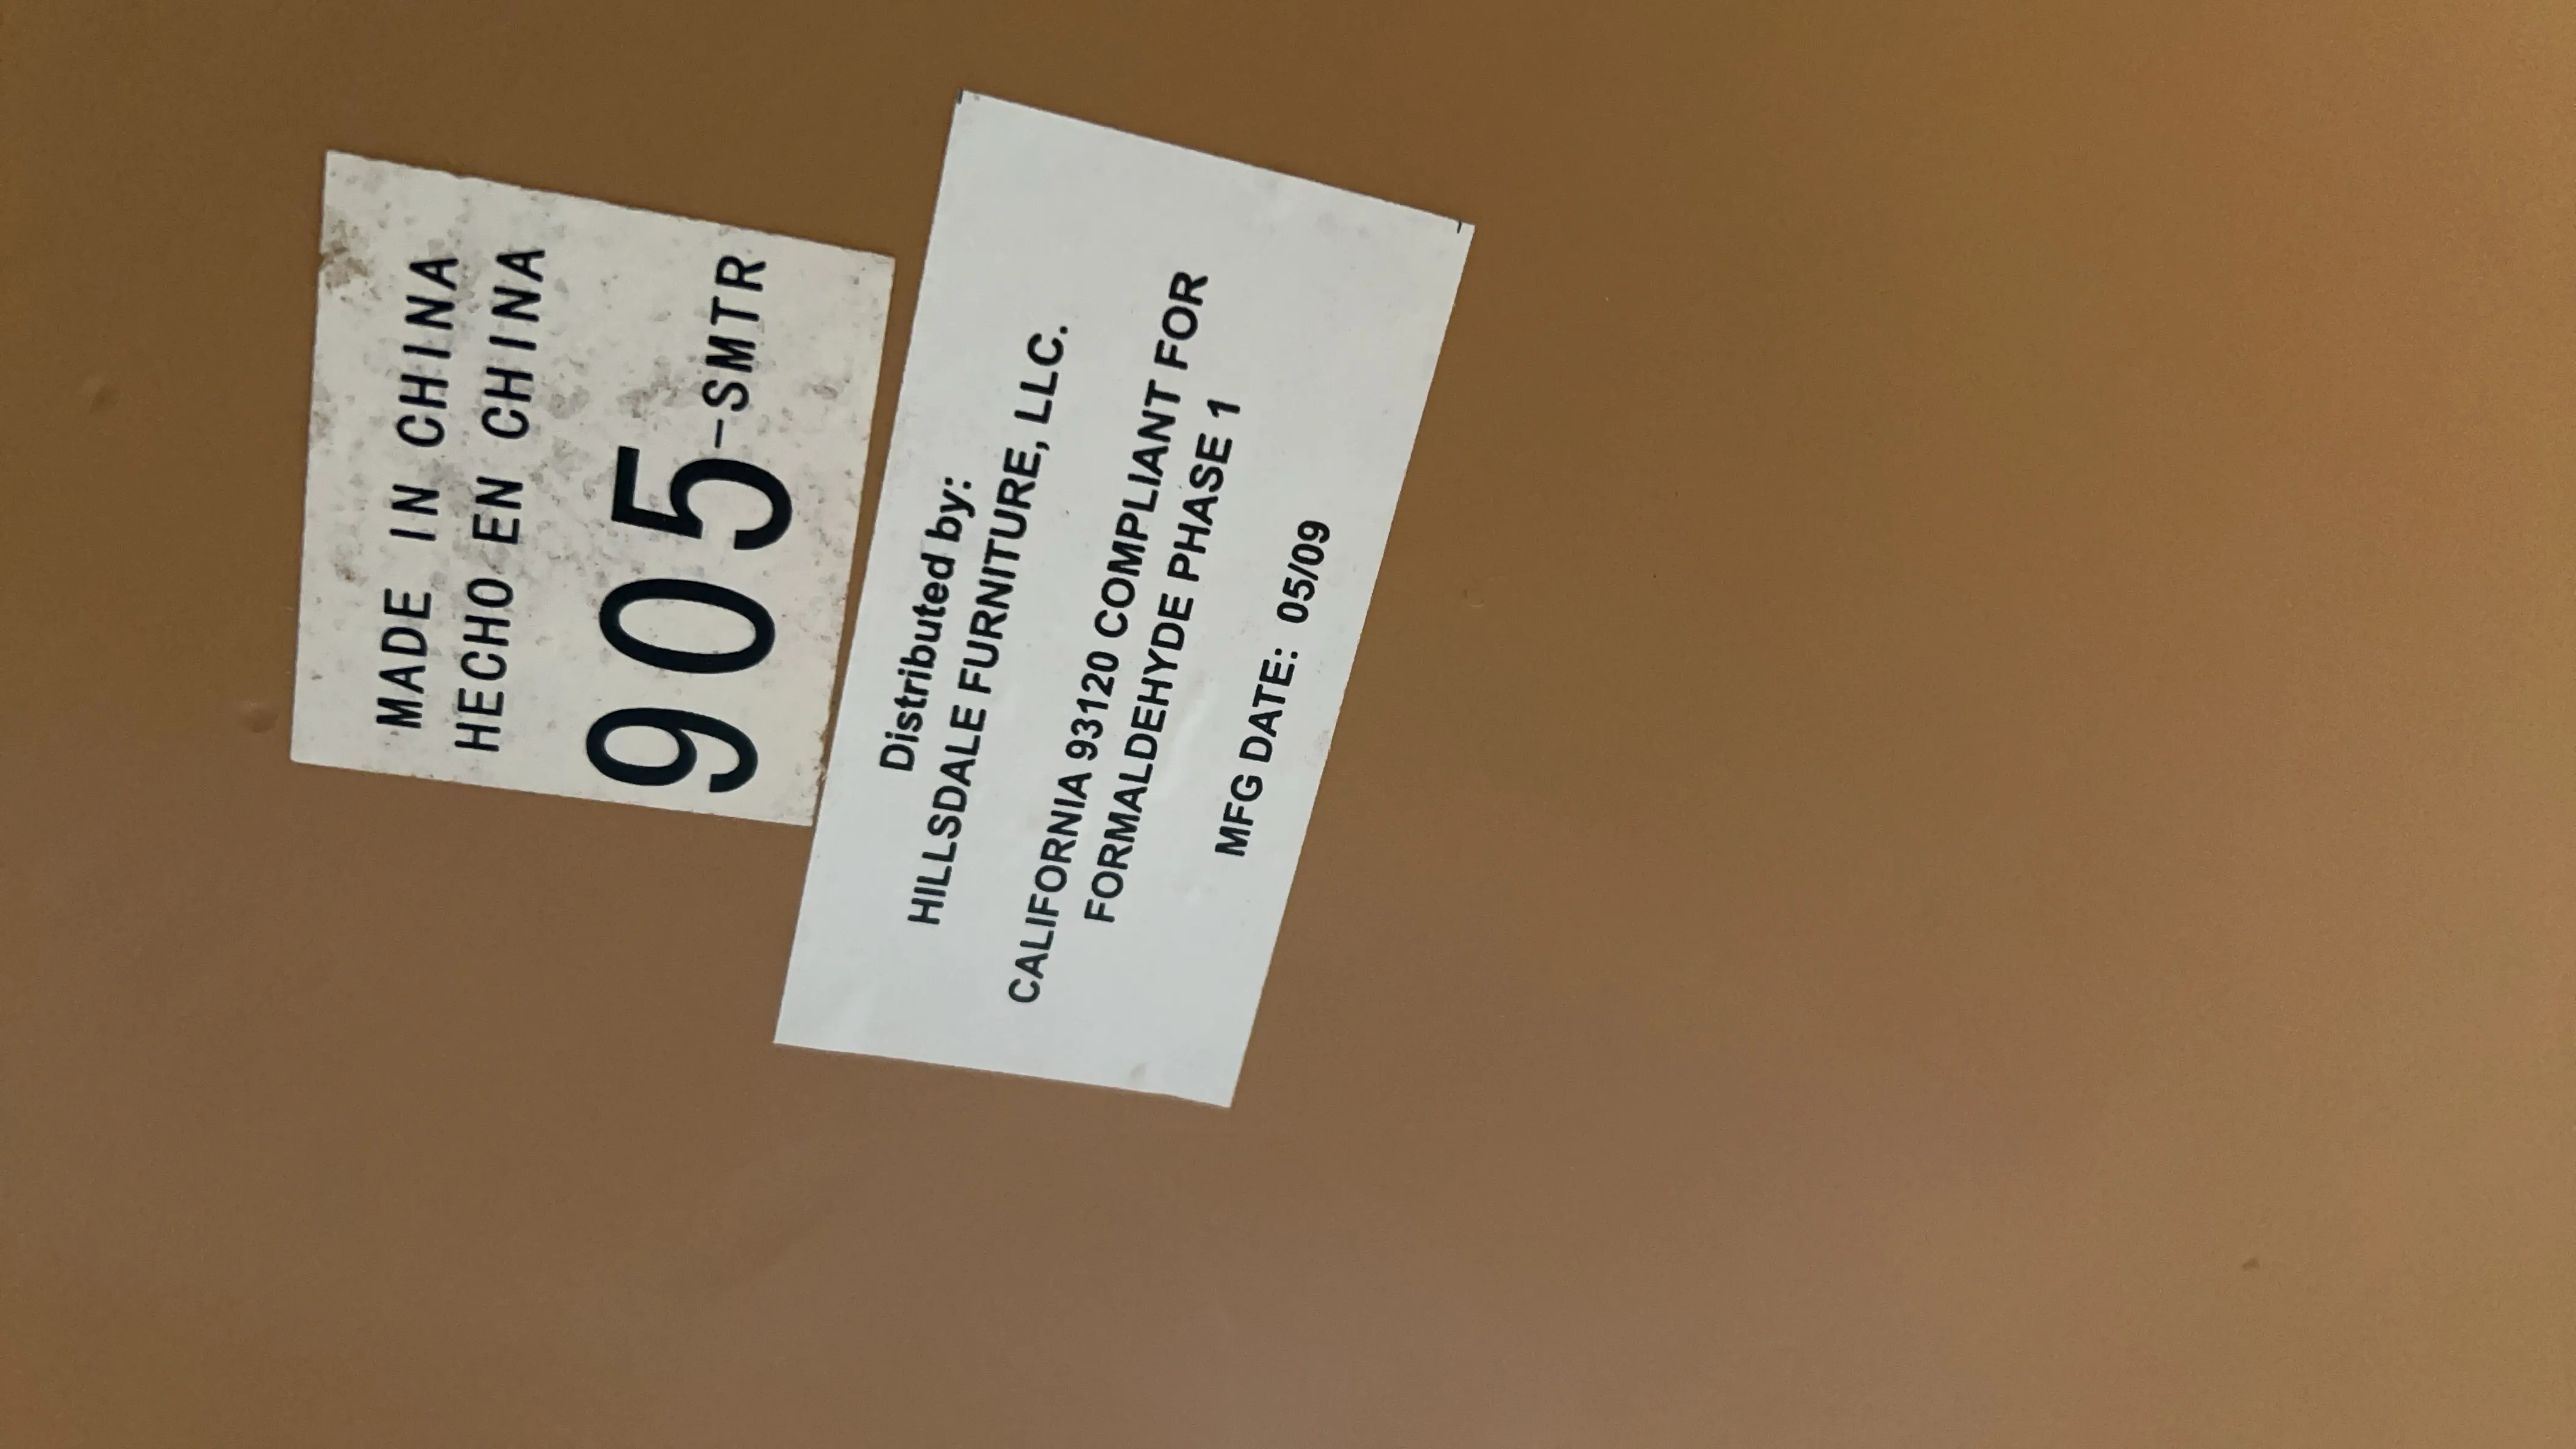 MADE IN CHINA
HECHO EN CHINA
905-SMTR
Distributed by:
HILLSDALE FURNITURE, LLC.
CALIFORNIA 93120 COMPLIANT FOR
FORMALDEHYDE PHASE 1
MFG DATE: 05/09